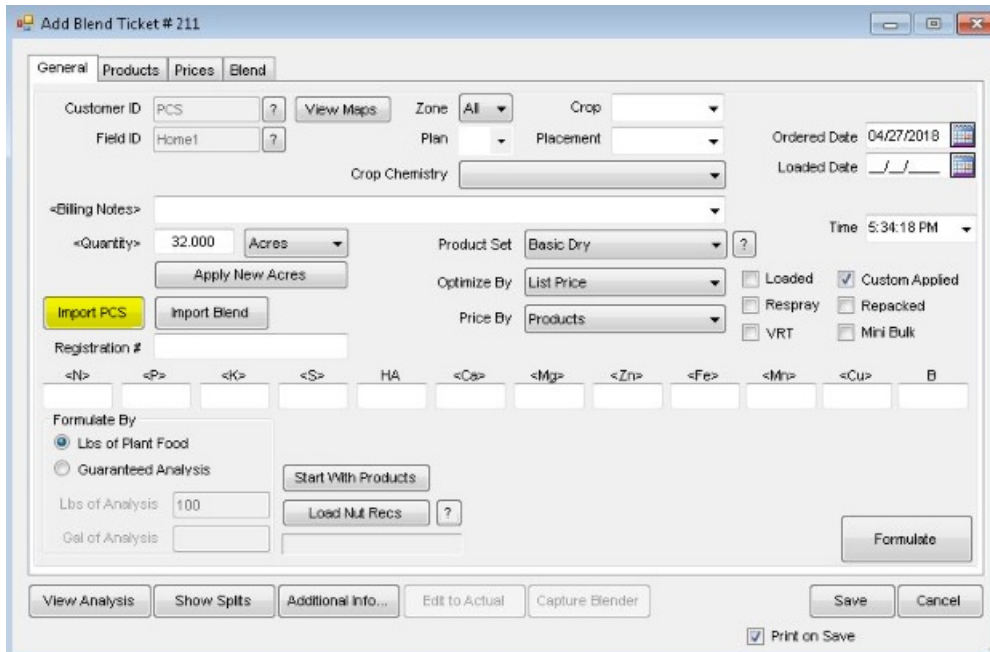 Add Blend Ticket # 211
General Products Prices Blend
Customer ID PCS ? View Maps Zone All Crop
Field ID Home1 ? Plan Placement Ordered Date 04/27/2018
Crop Chemistry Loaded Date _/_/____
<Billing Notes>
Time 5:34:18 PM
<Quantity> 32.000 Acres Product Set Basic Dry ?
Apply New Acres Optimize By List Price Loaded Custom Applied
Import PCS Import Blend Price By Products Respray Repacked
VRT Mini Bulk
Registration #
<N> <P> <K> <S> HA <Ca> <Mg> <Zn> <Fe> <Mn> <Cu> B
Formulate By
Lbs of Plant Food
Guaranteed Analysis Start With Products
Lbs of Analysis 100 Load Nut Recs ?
Gal of Analysis Formulate
View Analysis Show Splits Additional Info... Edit to Actual Capture Blender Save Cancel
Print on Save